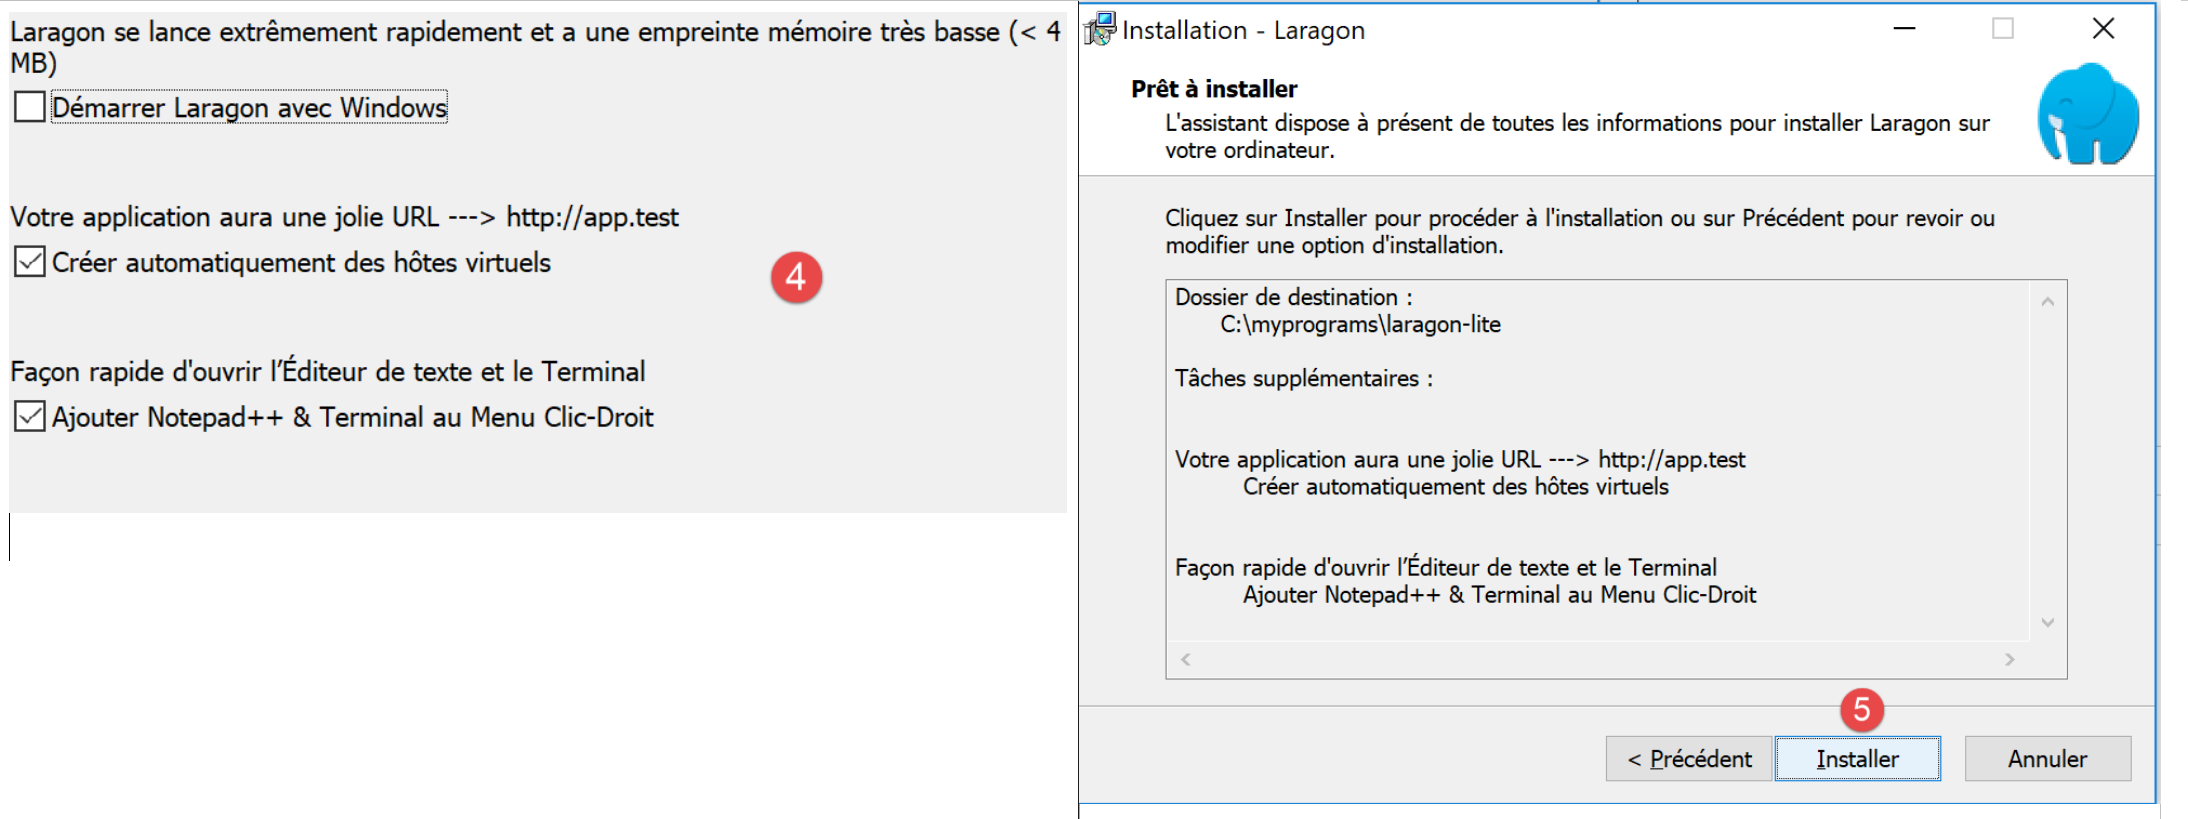 Laragon se lance extrêmement rapidement et a une empreinte mémoire très basse (< 4
MB)
Démarrer Laragon avec Windows
Votre application aura une jolie URL ---> http://app.test
Créer automatiquement des hôtes virtuels
4
Façon rapide d'ouvrir l’Éditeur de texte et le Terminal
Ajouter Notepad++ & Terminal au Menu Clic-Droit
Installation - Laragon
Prêt à installer
L'assistant dispose à présent de toutes les informations pour installer Laragon sur
votre ordinateur.
Cliquez sur Installer pour procéder à l'installation ou sur Précédent pour revoir ou
modifier une option d'installation.
Dossier de destination :
C:\myprograms\laragon-lite
Tâches supplémentaires :
Votre application aura une jolie URL ---> http://app.test
Créer automatiquement des hôtes virtuels
Façon rapide d'ouvrir l’Éditeur de texte et le Terminal
Ajouter Notepad++ & Terminal au Menu Clic-Droit
5
< Précédent
Installer
Annuler